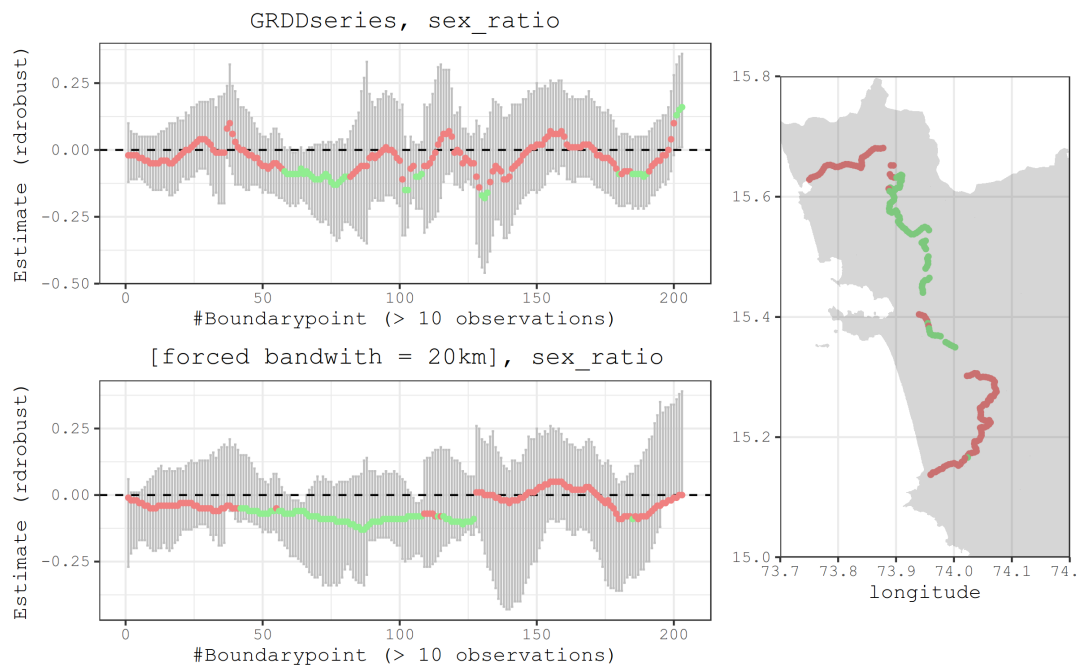 GRDDseries, sex_ratio
Estimate (rdrobust)
0.25
0.00
−0.25
−0.50
0 50 100 150 200
#Boundarypoint (> 10 observations)
[forced bandwith = 20km], sex_ratio
Estimate (rdrobust)
0.25
0.00
−0.25
0 50 100 150 200
#Boundarypoint (> 10 observations)
15.8
15.6
15.4
15.2
15.0
73.7 73.8 73.9 74.0 74.1 74.
longitude